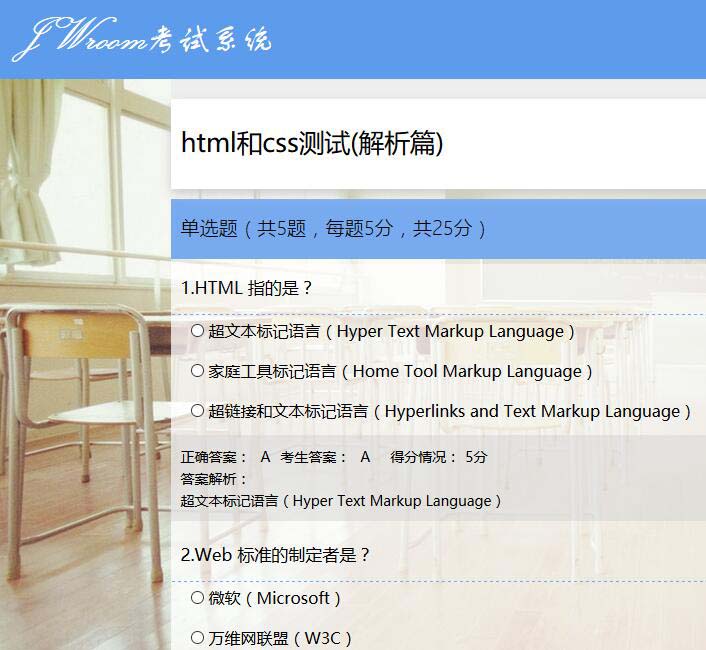 JWroom考试系统
html和css测试(解析篇)
单选题（共5题，每题5分，共25分）
1.HTML 指的是？
超文本标记语言（Hyper Text Markup Language）
家庭工具标记语言（Home Tool Markup Language）
超链接和文本标记语言（Hyperlinks and Text Markup Language）
正确答案： A 考生答案： A 得分情况： 5分
答案解析：
超文本标记语言（Hyper Text Markup Language）
2.Web 标准的制定者是？
微软（Microsoft）
万维网联盟（W3C）